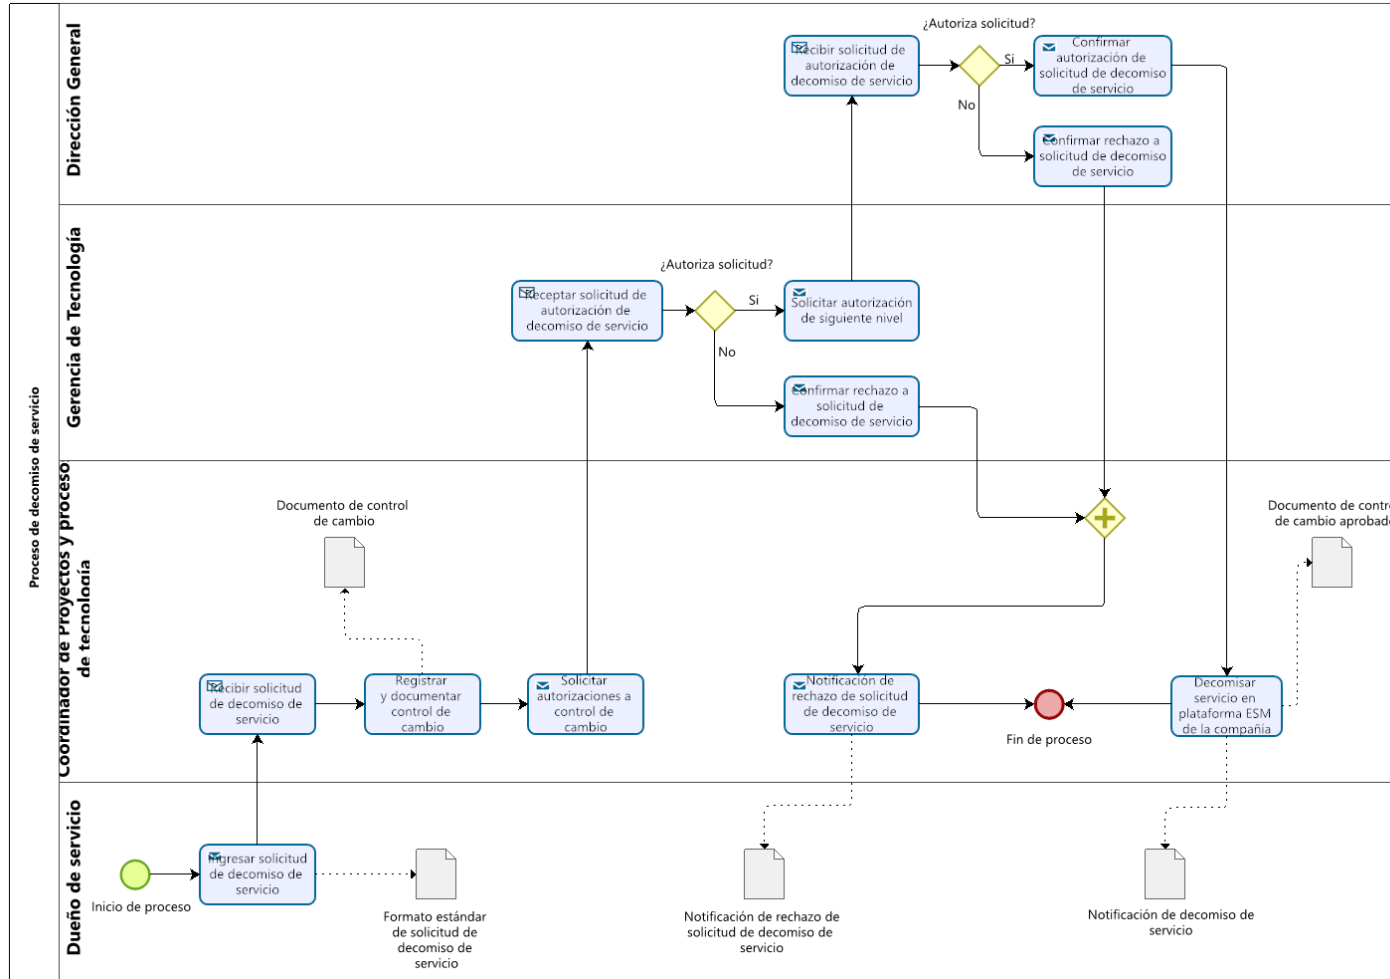 Proceso de decomiso de servicio
Dirección General
¿Autoriza solicitud?
Recibir solicitud de
autorización de
decomiso de servicio
Si
No
Confirmar
autorización de
solicitud de decomiso
de servicio
Confirmar rechazo a
solicitud de decomiso
de servicio
Gerencia de Tecnología
¿Autoriza solicitud?
Receptar solicitud de
autorización de
decomiso de servicio
Si
No
Solicitar autorización
de siguiente nivel
Confirmar rechazo a
solicitud de
decomiso de servicio
Coordinador de Proyectos y proceso
de tecnología
Documento de control
de cambio
Documento de contr
de cambio aprobad
Recibir solicitud
de decomiso de
servicio
Registrar
y documentar
control de
cambio
Solicitar
autorizaciones a
control de
cambio
Notificación de
rechazo de solicitud
de decomiso de
servicio
Fin de proceso
Decomisar
servicio en
plataforma ESM
de la compañía
Dueño de servicio
Inicio de proceso
Ingresar solicitud
de decomiso de
servicio
Formato estándar
de solicitud de
decomiso de
servicio
Notificación de rechazo de
solicitud de decomiso de
servicio
Notificación de decomiso de
servicio